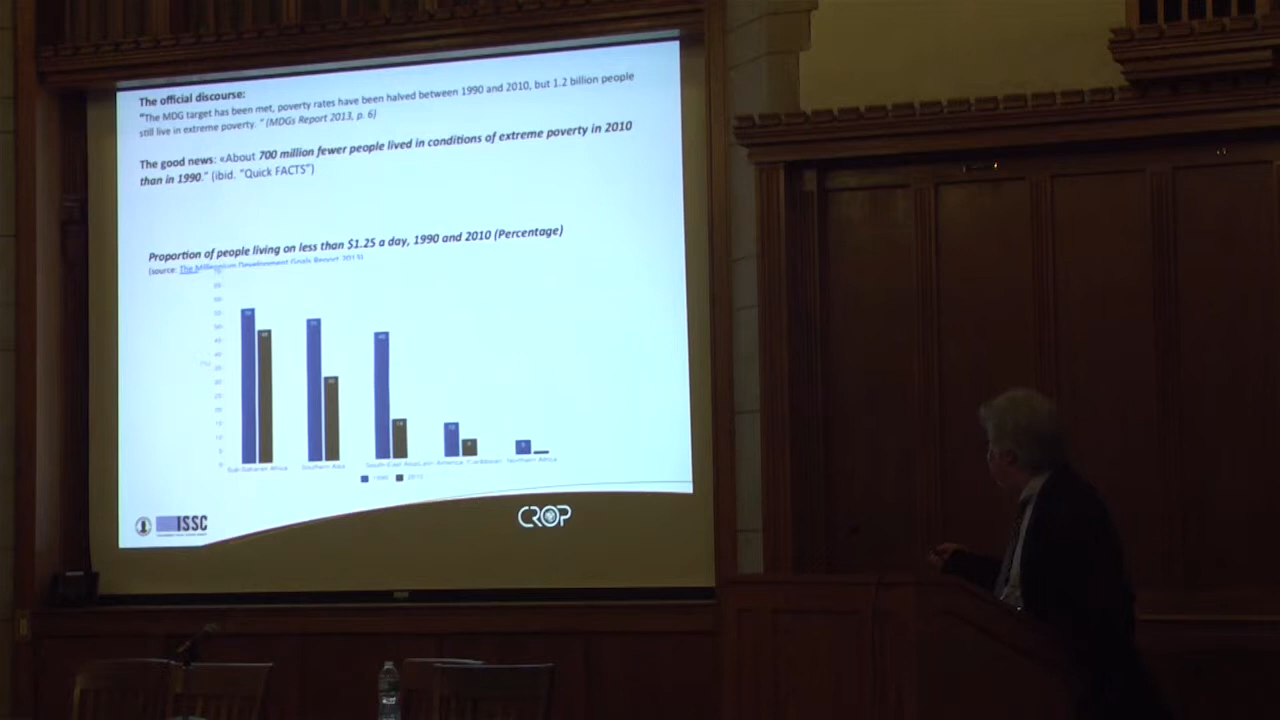 The official discourse:
"The MDG target has been met, poverty rates have been halved between 1990 and 2010, but 1.2 billion people
still live in extreme poverty. " (MDGs Report 2013, p. 6)
The good news: «About 700 million fewer people lived in conditions of extreme poverty in 2010
than in 1990." (ibid. "Quick FACTS")
Proportion of people living on less than $1.25 a day, 1990 and 2010 (Percentage)
(source: The Millennium Development Goals Report 2013)
Sub-Saharan Africa Southern Asia South-East Asia Latin America Caribbean Northern Africa
1990 2010
ISSC
CROP